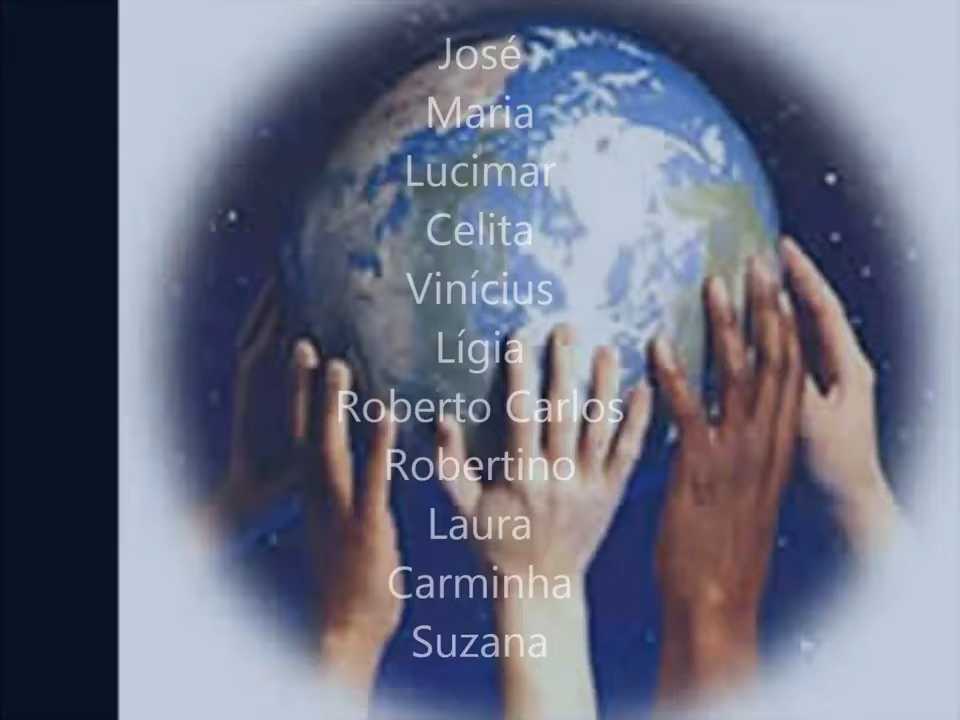 José
Maria
Lucimar
Celita
Vinícius
Lígia
Roberto Carlos
Robertino
Laura
Carminha
Suzana